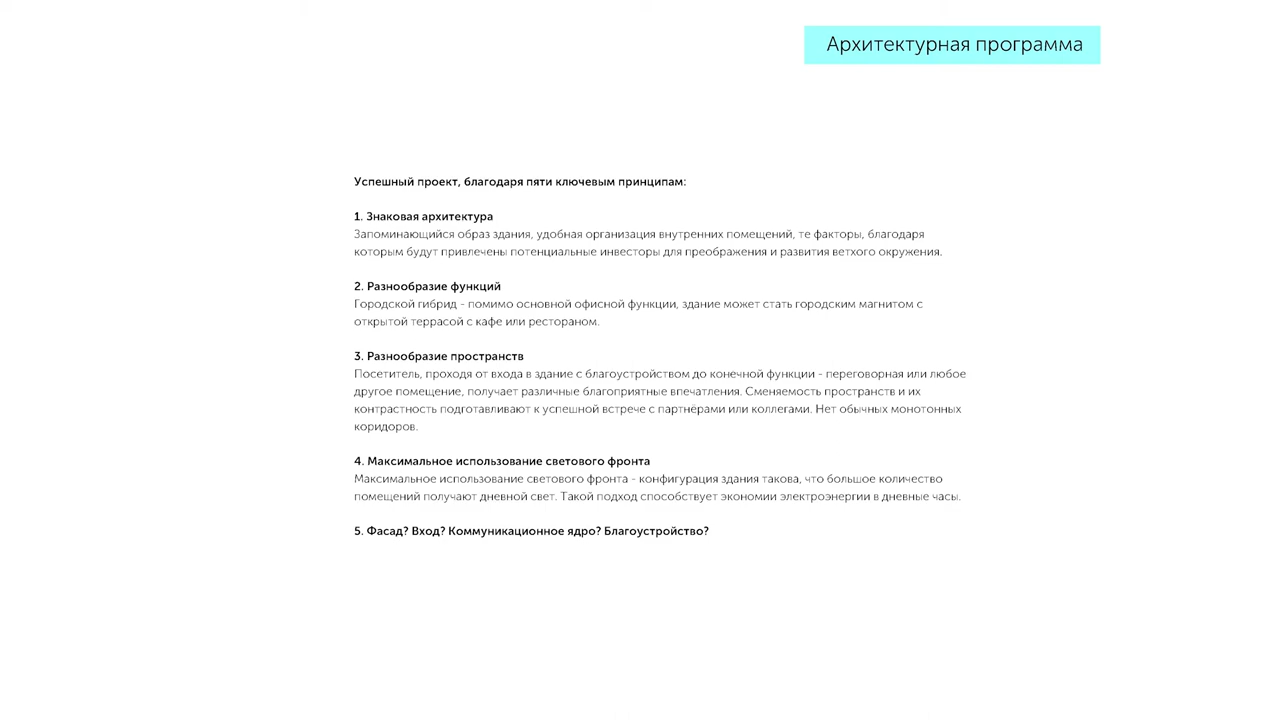 Архитектурная программа
Успешный проект, благодаря пяти ключевым принципам:
1. Знаковая архитектура
Запоминающийся образ здания, удобная организация внутренних помещений, те факторы, благодаря
которым будут привлечены потенциальные инвесторы для преображения и развития ветхого окружения.
2. Разнообразие функций
Городской гибрид - помимо основной офисной функции, здание может стать городским магнитом с
открытой террасой с кафе или рестораном.
3. Разнообразие пространств
Посетитель, проходя от входа в здание с благоустройством до конечной функции - переговорная или любое
другое помещение, получает различные благоприятные впечатления. Сменяемость пространств и их
контрастность подготавливают к успешной встрече с партнёрами или коллегами. Нет обычных монотонных
коридоров.
4. Максимальное использование светового фронта
Максимальное использование светового фронта - конфигурация здания такова, что большое количество
помещений получают дневной свет. Такой подход способствует экономии электроэнергии в дневные часы.
5. Фасад? Вход? Коммуникационное ядро? Благоустройство?